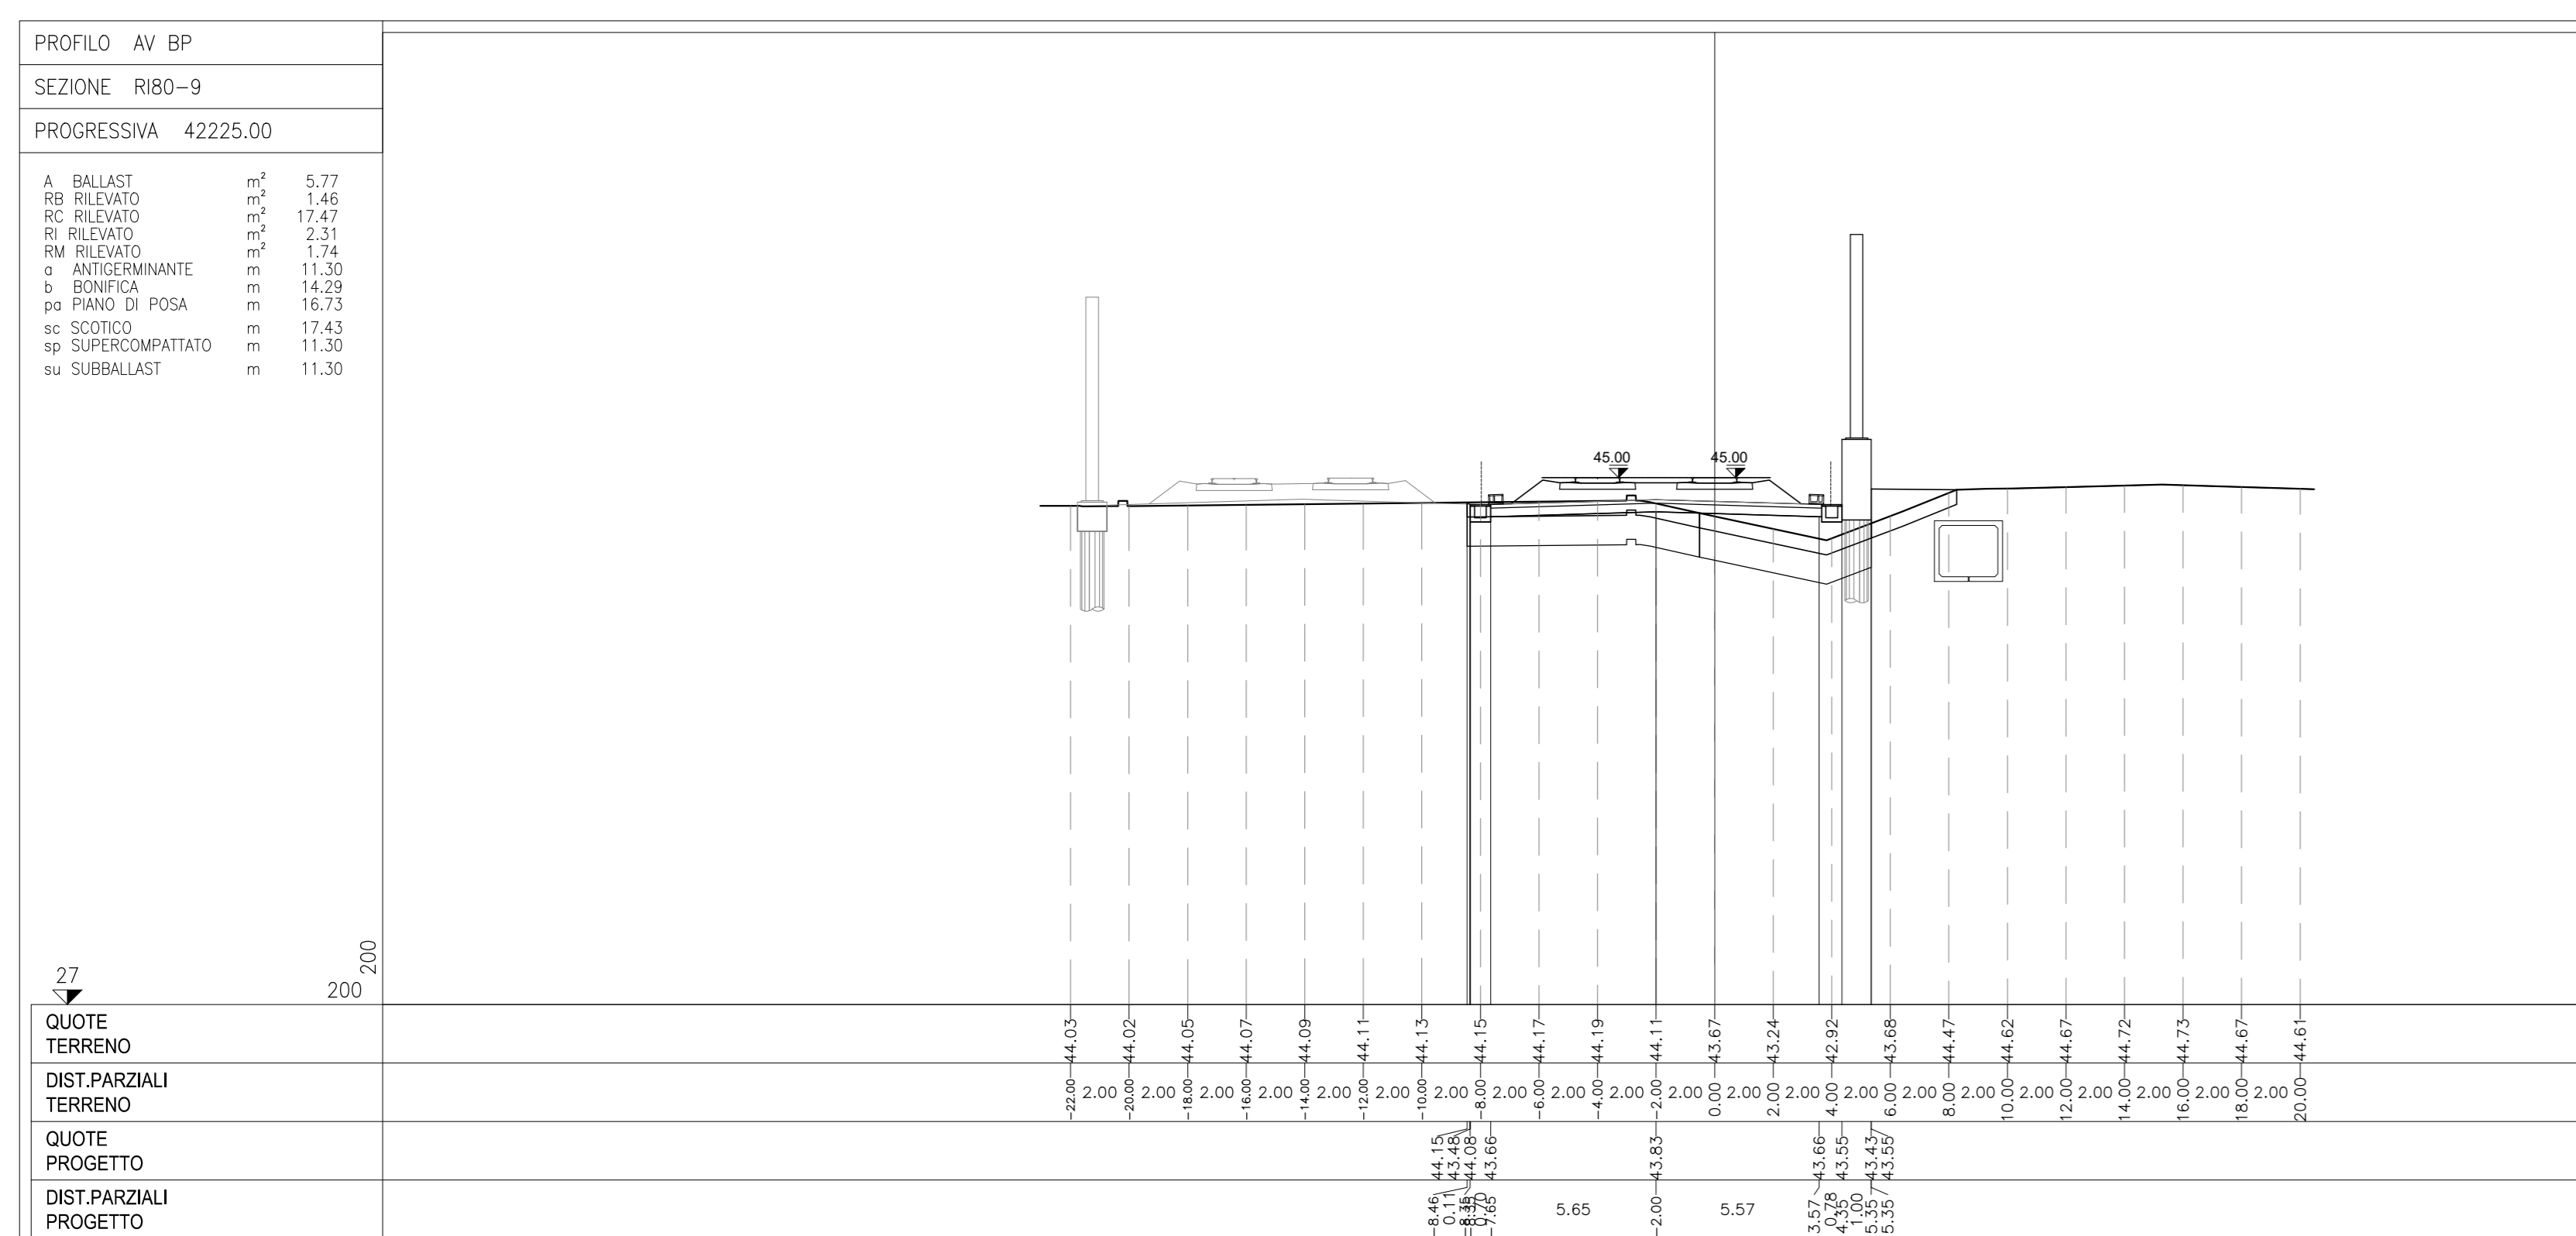 PROFILO AV BP
SEZIONE RI80-9
PROGRESSIVA 42225.00
A BALLAST m² 5.77
RB RILEVATO m² 1.46
RC RILEVATO m² 17.47
RI RILEVATO m² 2.31
RM RILEVATO m² 1.74
a ANTIGERMINANTE m 11.30
b BONIFICA m 14.29
pa PIANO DI POSA m 16.73
sc SCOTICO m 17.43
sp SUPERCOMPATTATO m 11.30
su SUBBALLAST m 11.30
45.00 45.00
27 200 200
QUOTE
TERRENO
44.03 44.02 44.05 44.07 44.09 44.11 44.13 44.15 44.17 44.19 44.11 43.67 43.24 42.92 43.68 44.47 44.62 44.67 44.72 44.73 44.67 44.61
DIST.PARZIALI
TERRENO
-22.00 2.00 -20.00 2.00 -18.00 2.00 -16.00 2.00 -14.00 2.00 -12.00 2.00 -10.00 2.00 -8.00 2.00 -6.00 2.00 -4.00 2.00 -2.00 2.00 0.00 2.00 2.00 2.00 4.00 2.00 6.00 2.00 8.00 2.00 10.00 2.00 12.00 2.00 14.00 2.00 16.00 2.00 18.00 2.00 20.00
QUOTE
PROGETTO
44.15 43.48 44.08 43.66 43.83 43.66 43.55 43.43 43.55
DIST.PARZIALI
PROGETTO
-8.46 0.11 -8.35 -8.35 0.70 -7.65 5.65 -2.00 5.57 3.57 0.78 4.35 1.00 5.35 5.35